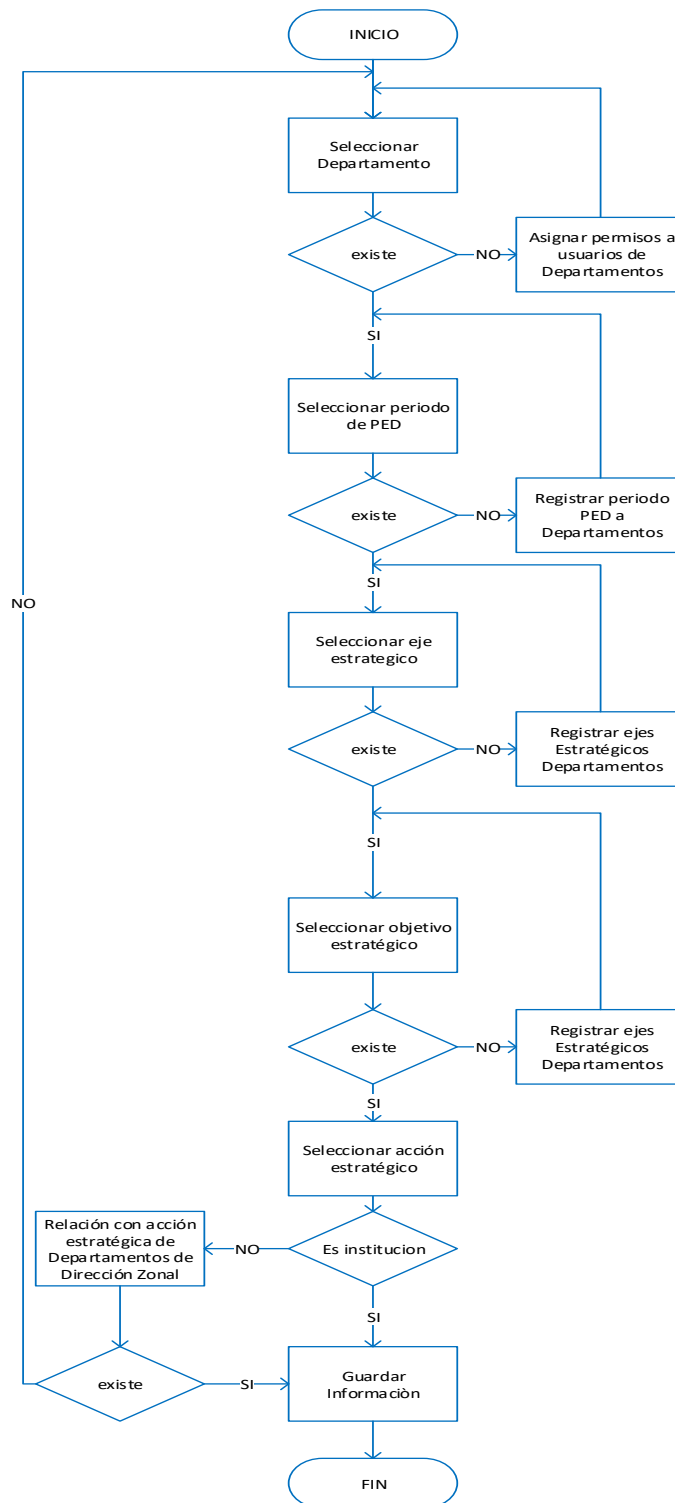 INICIO
Seleccionar
Departamento
existe
NO
Asignar permisos a
usuarios de
Departamentos
SI
Seleccionar periodo
de PED
existe
NO
Registrar periodo
PED a
Departamentos
SI
NO
Seleccionar eje
estrategico
existe
NO
Registrar ejes
Estratégicos
Departamentos
SI
Seleccionar objetivo
estratégico
existe
NO
Registrar ejes
Estratégicos
Departamentos
SI
Seleccionar acción
estratégico
Relación con acción
estratégica de
Departamentos de
Dirección Zonal
NO
Es institucion
SI
existe
SI
Guardar
Informaciòn
FIN